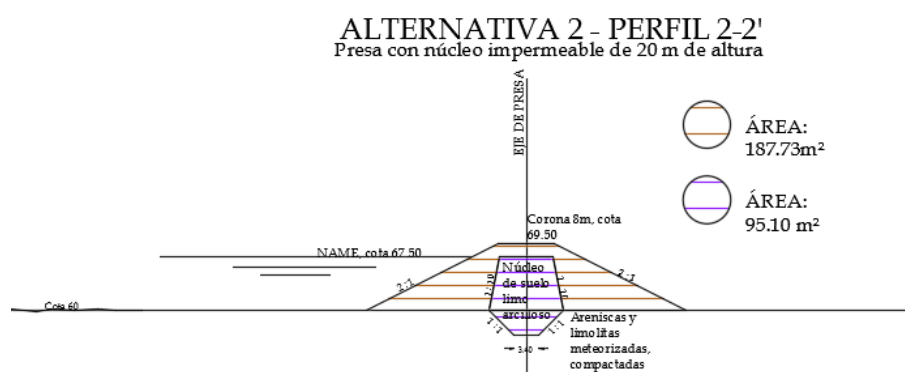 ALTERNATIVA 2 - PERFIL 2-2'
Presa con núcleo impermeable de 20 m de altura
EJE DE PRESA
ÁREA:
187.73m²
ÁREA:
95.10 m²
Corona 8m, cota
69.50
NAME, cota 67.50
2:1
2:1
Núcleo
de suelo
limo
arcilloso
Cota 60
1:1
1:1
3.40
Areniscas y
limolitas
meteorizadas,
compactadas